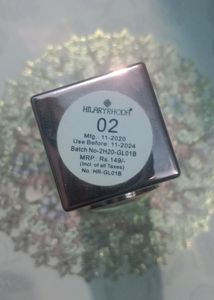 HILARYRHODA
02
Mfg.: 11-2020
Use Before: 11-2024
Batch No-2H20-GL01B
MRP. Rs.149/-
(Incl. of all Taxes)
No.: HR-GL01B